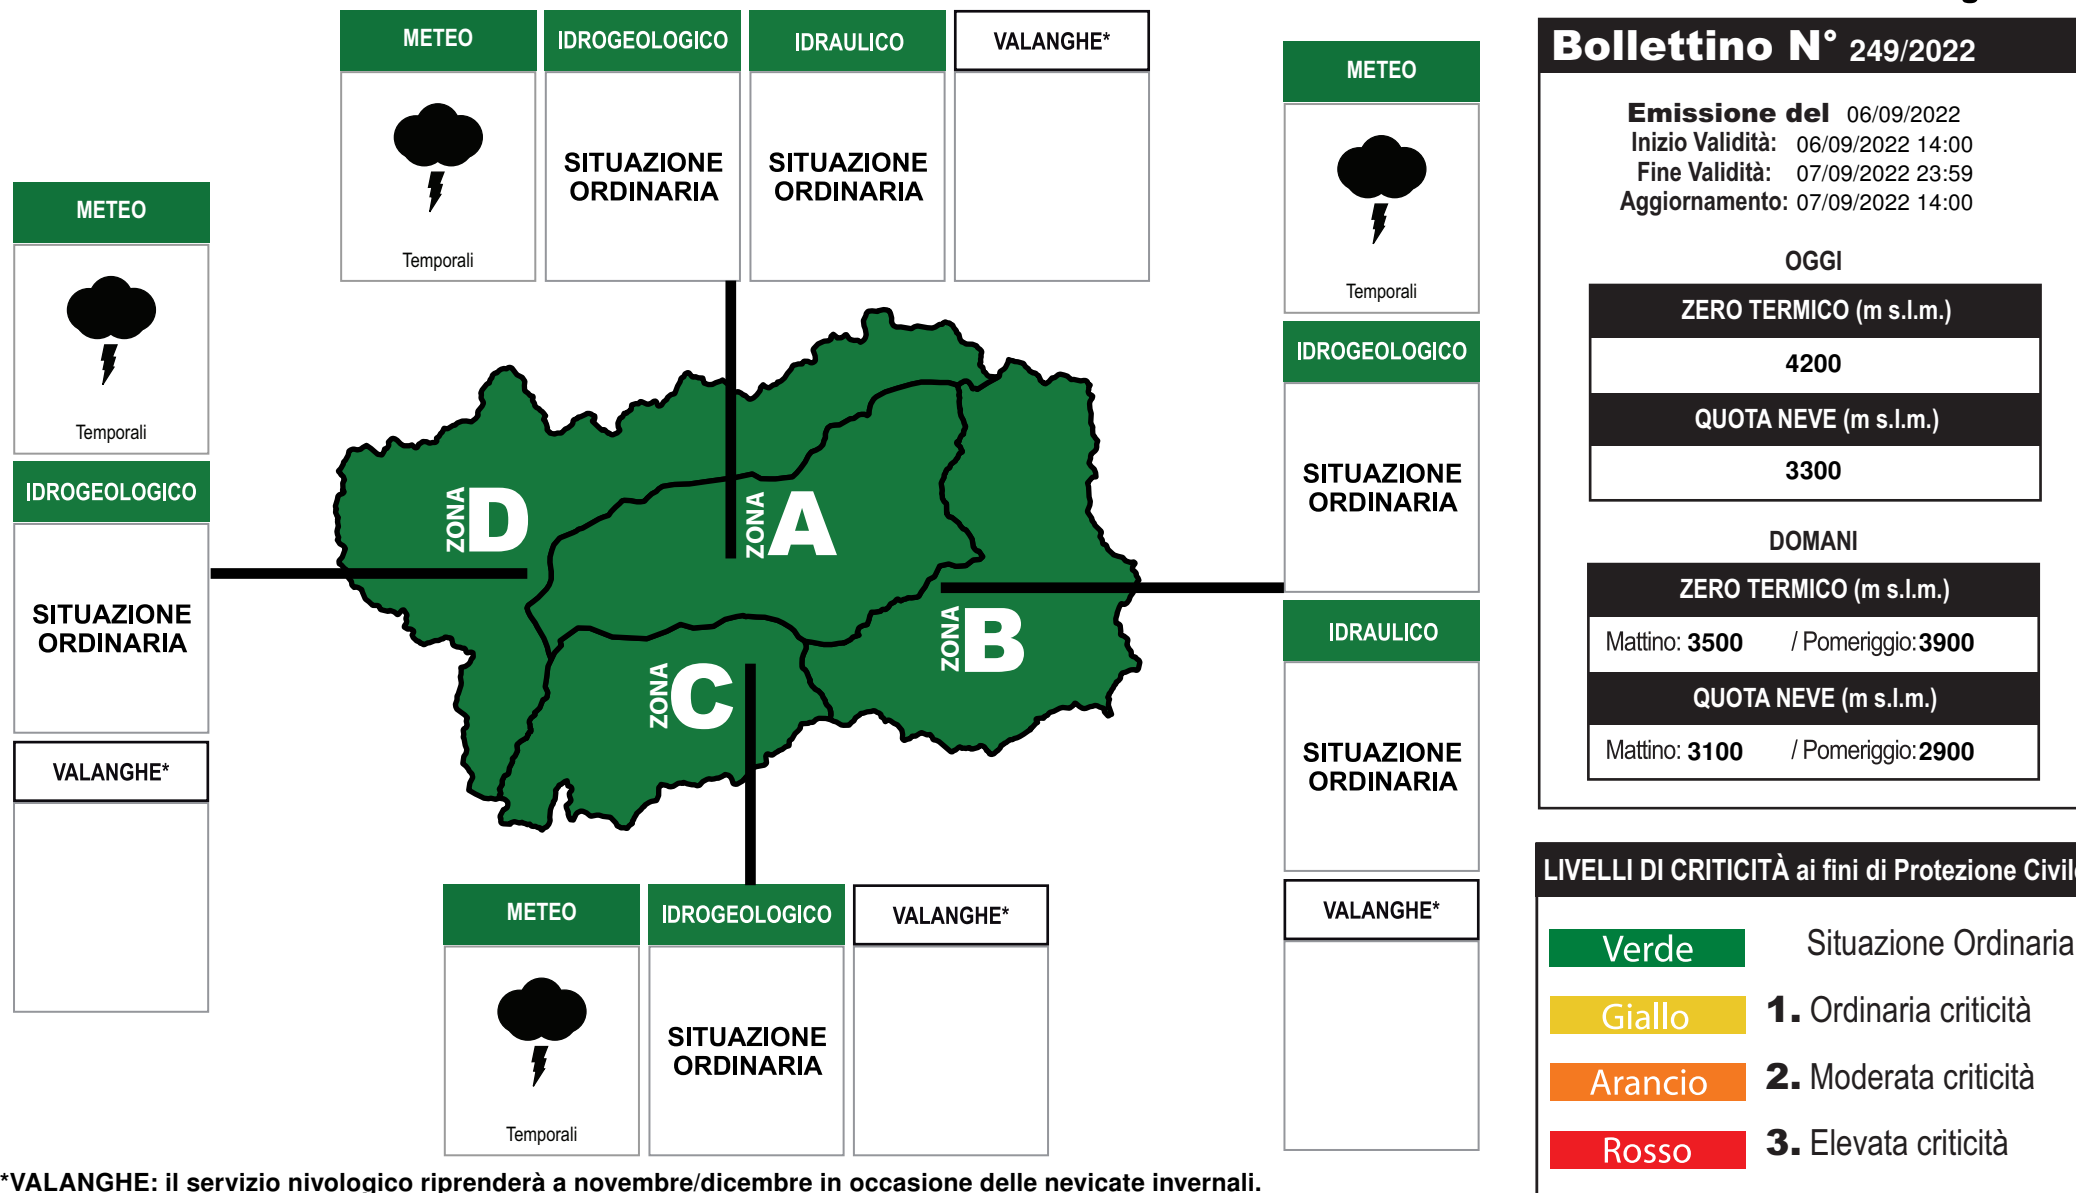 METEO
IDROGEOLOGICO
IDRAULICO
VALANGHE*
Temporali
SITUAZIONE
ORDINARIA
SITUAZIONE
ORDINARIA
METEO
Temporali
IDROGEOLOGICO
SITUAZIONE
ORDINARIA
VALANGHE*
METEO
Temporali
IDROGEOLOGICO
SITUAZIONE
ORDINARIA
IDRAULICO
SITUAZIONE
ORDINARIA
VALANGHE*
ZONA D
ZONA A
ZONA B
ZONA C
METEO
IDROGEOLOGICO
VALANGHE*
Temporali
SITUAZIONE
ORDINARIA
*VALANGHE: il servizio nivologico riprenderà a novembre/dicembre in occasione delle nevicate invernali.
Bollettino N° 249/2022
Emissione del 06/09/2022
Inizio Validità: 06/09/2022 14:00
Fine Validità: 07/09/2022 23:59
Aggiornamento: 07/09/2022 14:00
OGGI
ZERO TERMICO (m s.l.m.)
4200
QUOTA NEVE (m s.l.m.)
3300
DOMANI
ZERO TERMICO (m s.l.m.)
Mattino: 3500 / Pomeriggio: 3900
QUOTA NEVE (m s.l.m.)
Mattino: 3100 / Pomeriggio: 2900
LIVELLI DI CRITICITÀ ai fini di Protezione Civile
Verde Situazione Ordinaria
Giallo 1. Ordinaria criticità
Arancio 2. Moderata criticità
Rosso 3. Elevata criticità